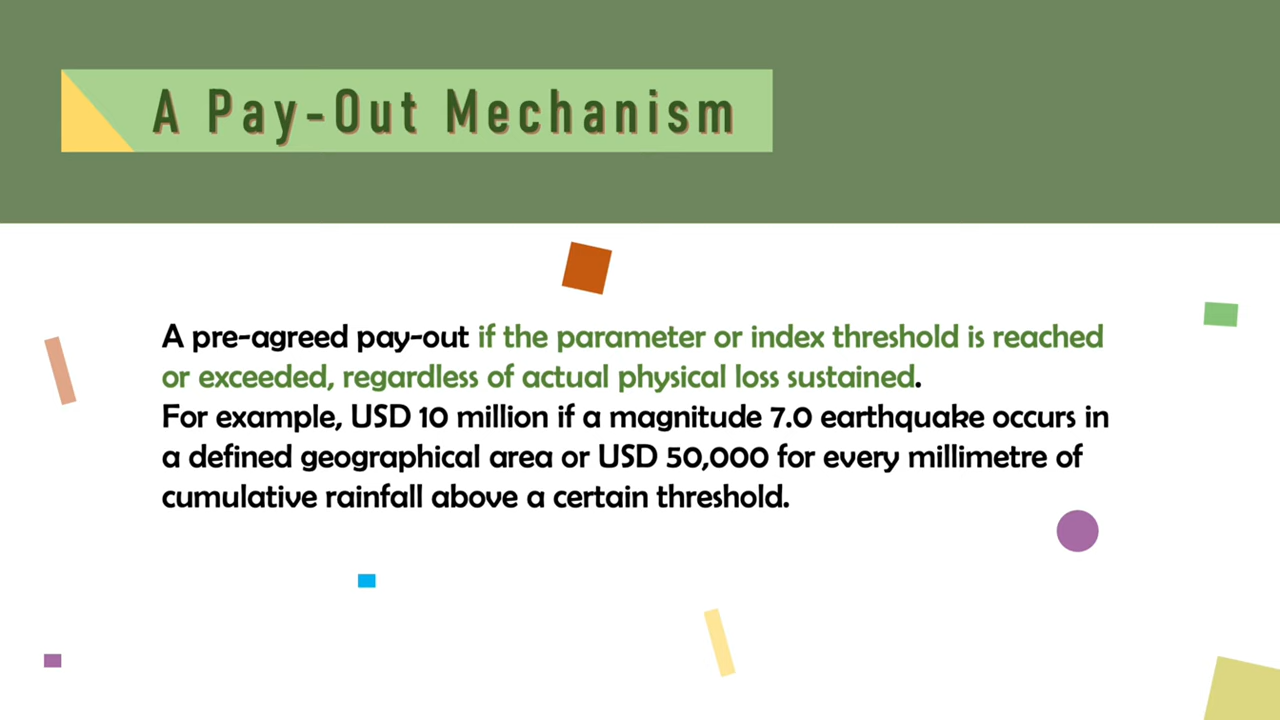 A Pay-Out Mechanism
A pre-agreed pay-out if the parameter or index threshold is reached
or exceeded, regardless of actual physical loss sustained.
For example, USD 10 million if a magnitude 7.0 earthquake occurs in
a defined geographical area or USD 50,000 for every millimetre of
cumulative rainfall above a certain threshold.